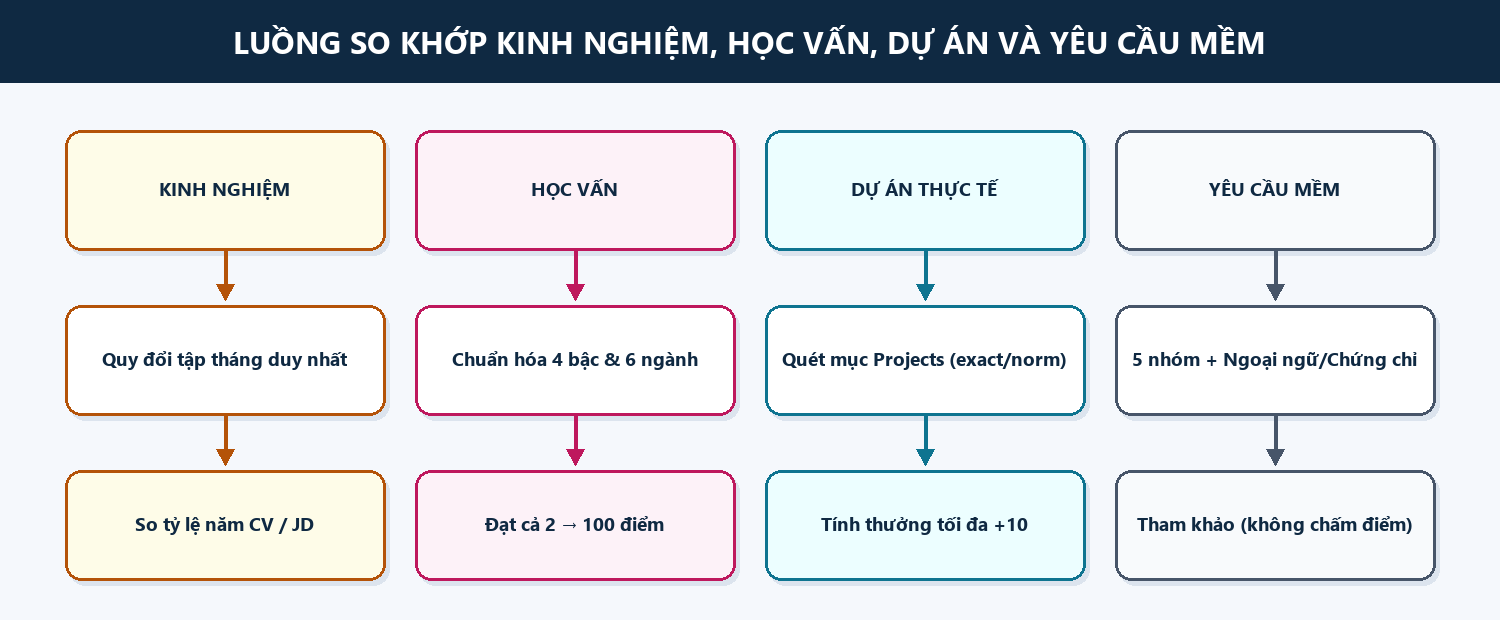 LUỒNG SO KHỚP KINH NGHIỆM, HỌC VẤN, DỰ ÁN VÀ YÊU CẦU MỀM
KINH NGHIỆM
HỌC VẤN
DỰ ÁN THỰC TẾ
YÊU CẦU MỀM
Quy đổi tập tháng duy nhất
Chuẩn hóa 4 bậc & 6 ngành
Quét mục Projects (exact/norm)
5 nhóm + Ngoại ngữ/Chứng chỉ
So tỷ lệ năm CV / JD
Đạt cả 2 → 100 điểm
Tính thưởng tối đa +10
Tham khảo (không chấm điểm)